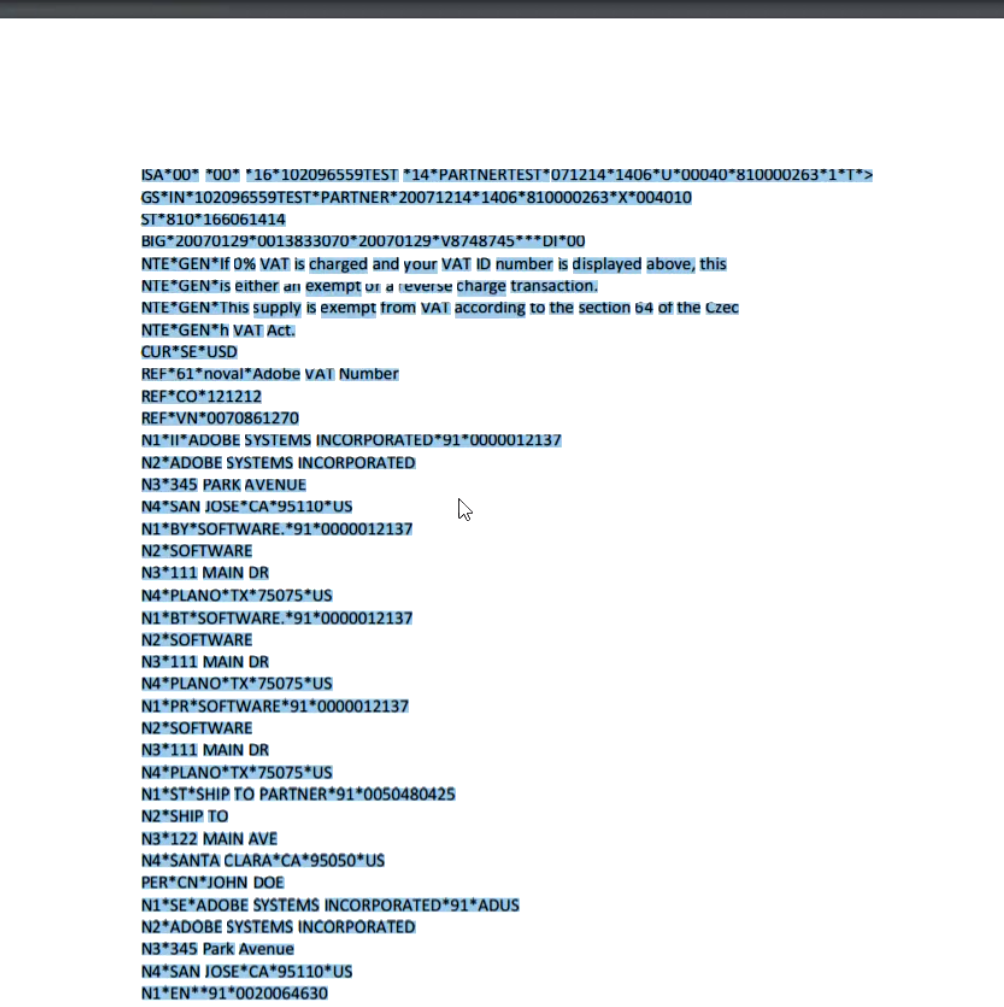 ISA*00* *00* *16*102096559TEST *14*PARTNERTEST*071214*1406*U*00040*810000263*1*T*>
GS*IN*102096559TEST*PARTNER*20071214*1406*810000263*X*004010
ST*810*166061414
BIG*20070129*0013833070*20070129*V8748745***DI*00
NTE*GEN*If 0% VAT is charged and your VAT ID number is displayed above, this
NTE*GEN*is either an exempt or a reverse charge transaction.
NTE*GEN*This supply is exempt from VAT according to the section 64 of the Czec
NTE*GEN*h VAT Act.
CUR*SE*USD
REF*61*noval*Adobe VAT Number
REF*CO*121212
REF*VN*0070861270
N1*II*ADOBE SYSTEMS INCORPORATED*91*0000012137
N2*ADOBE SYSTEMS INCORPORATED
N3*345 PARK AVENUE
N4*SAN JOSE*CA*95110*US
N1*BY*SOFTWARE.*91*0000012137
N2*SOFTWARE
N3*111 MAIN DR
N4*PLANO*TX*75075*US
N1*BT*SOFTWARE.*91*0000012137
N2*SOFTWARE
N3*111 MAIN DR
N4*PLANO*TX*75075*US
N1*PR*SOFTWARE*91*0000012137
N2*SOFTWARE
N3*111 MAIN DR
N4*PLANO*TX*75075*US
N1*ST*SHIP TO PARTNER*91*0050480425
N2*SHIP TO
N3*122 MAIN AVE
N4*SANTA CLARA*CA*95050*US
PER*CN*JOHN DOE
N1*SE*ADOBE SYSTEMS INCORPORATED*91*ADUS
N2*ADOBE SYSTEMS INCORPORATED
N3*345 Park Avenue
N4*SAN JOSE*CA*95110*US
N1*EN**91*0020064630